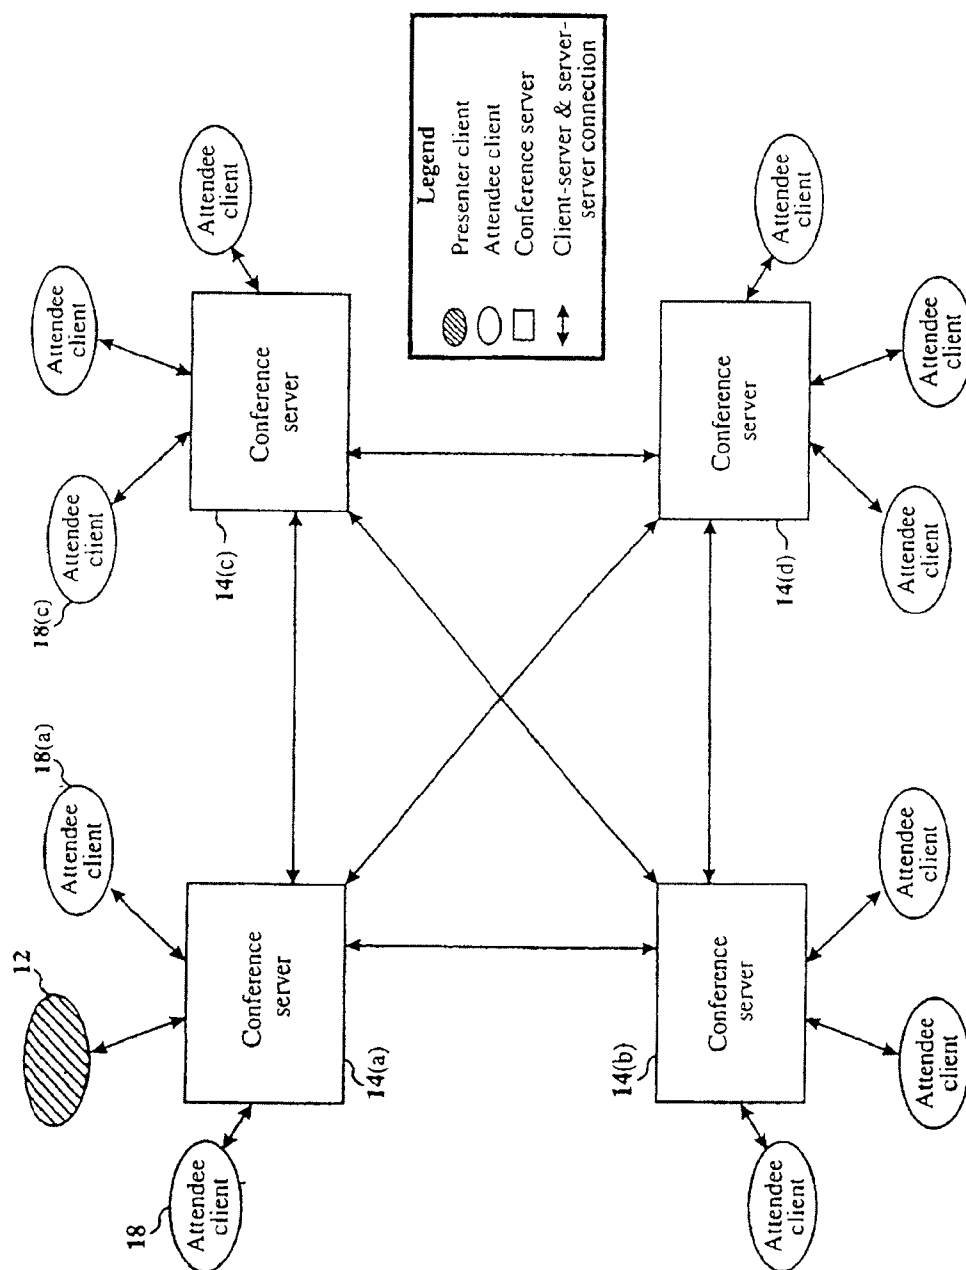 12
18(a)
18(c)
Attendee
client
Attendee
client
Attendee
client
18
Attendee
client
Attendee
client
14(c)
Conference
server
Conference
server
14(a)
Legend
Presenter client
Attendee client
Conference server
Client-server & server-
server connection
14(b)
Conference
server
Conference
server
14(d)
Attendee
client
Attendee
client
Attendee
client
Attendee
client
Attendee
client
Attendee
client